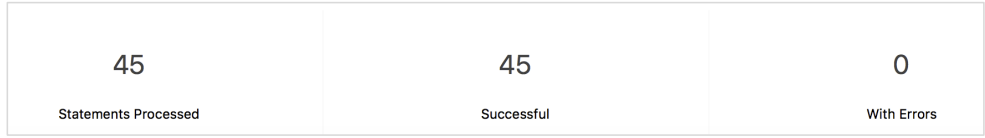 45
Statements Processed
45
Successful
0
With Errors